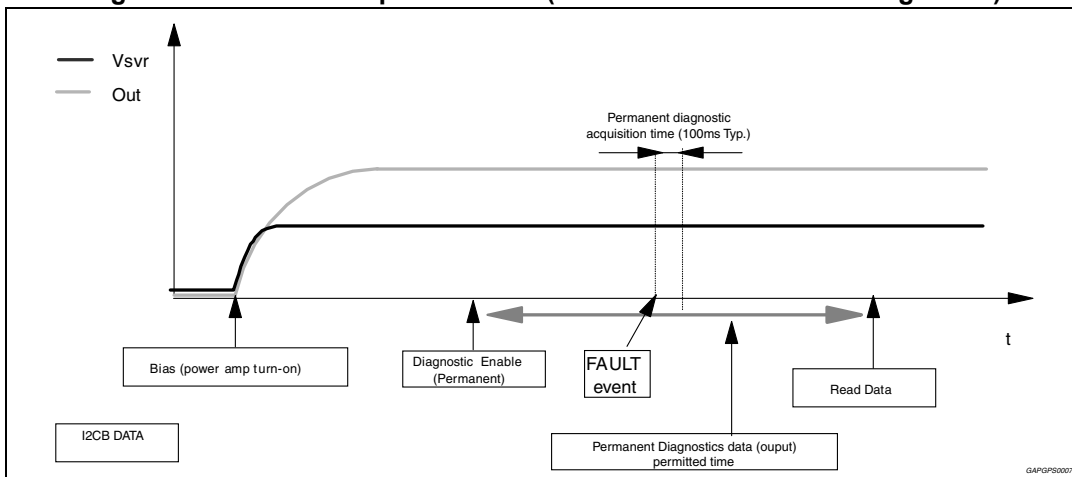 Vsvr
Out
Permanent diagnostic
acquisition time (100ms Typ.)
t
Bias (power amp turn-on)
Diagnostic Enable
(Permanent)
FAULT
event
Read Data
I2CB DATA
Permanent Diagnostics data (ouput)
permitted time